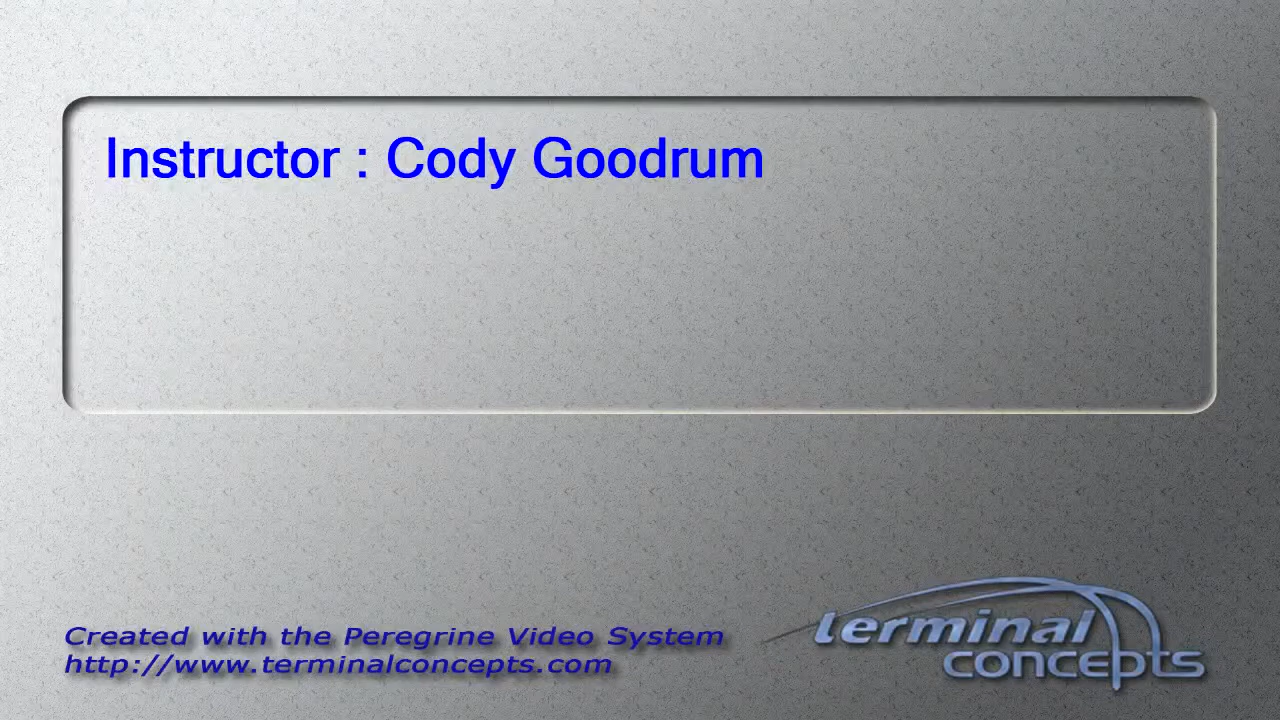 Instructor : Cody Goodrum
Created with the Peregrine Video System
http://www.terminalconcepts.com
terminal
concepts